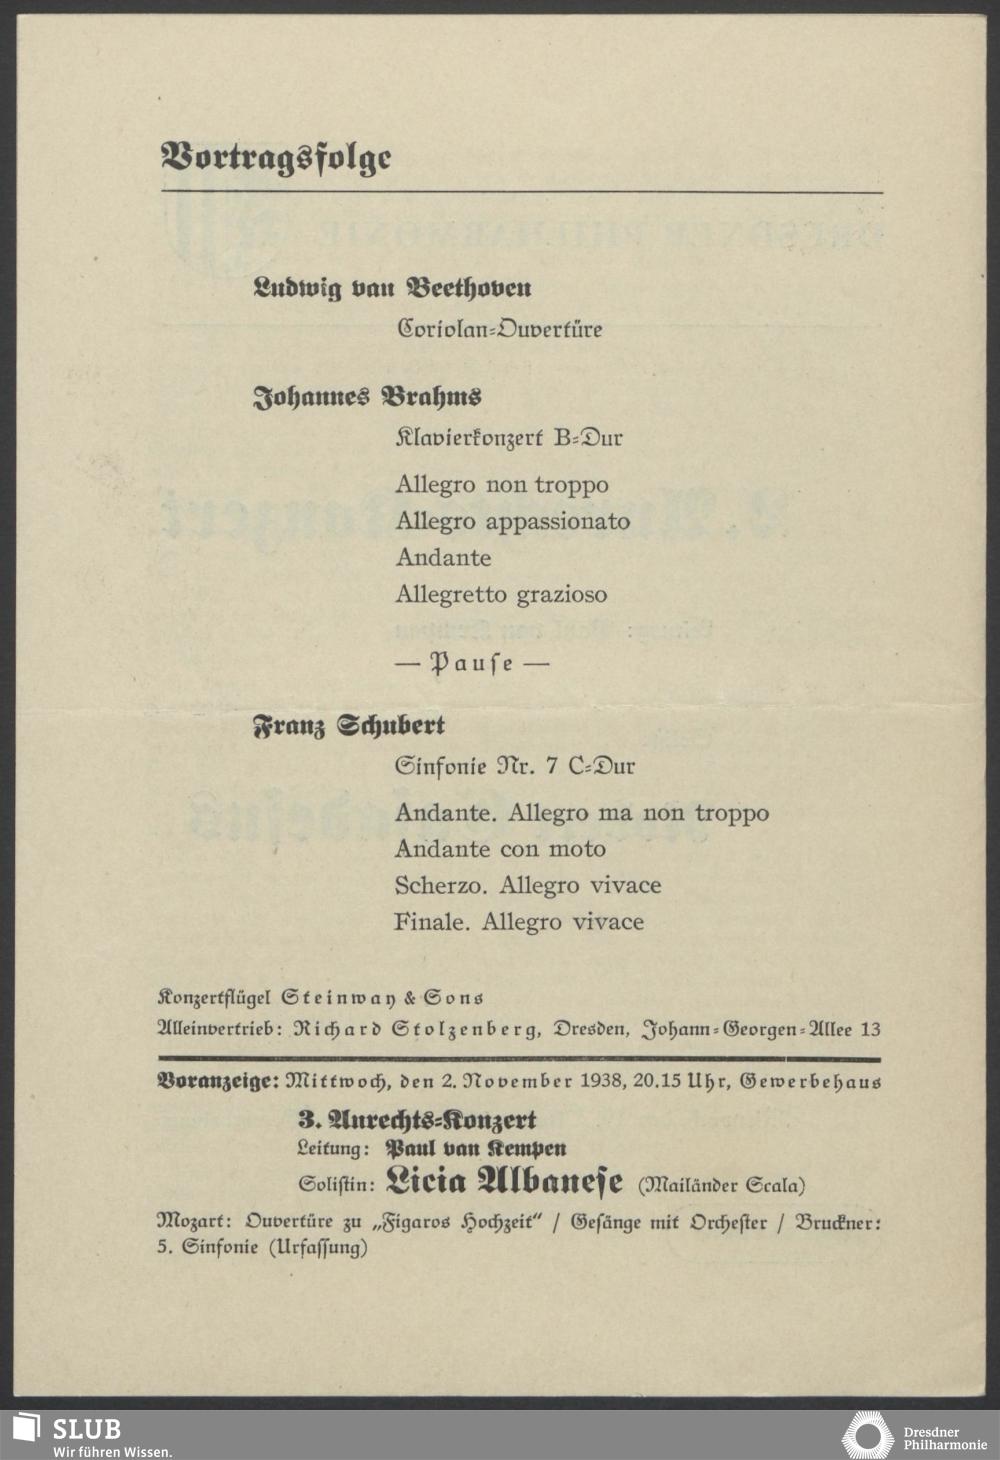 Vortragsfolge
Ludwig van Beethoven
Coriolan-Ouvertüre
Johannes Brahms
Klavierkonzert B-Dur
Allegro non troppo
Allegro appassionato
Andante
Allegretto grazioso
— Pause —
Franz Schubert
Sinfonie Nr. 7 C-Dur
Andante. Allegro ma non troppo
Andante con moto
Scherzo. Allegro vivace
Finale. Allegro vivace
Konzertflügel Steinway & Sons
Alleinvertrieb: Richard Stolzenberg, Dresden, Johann-Georgen-Allee 13
Voranzeige: Mittwoch, den 2. November 1938, 20.15 Uhr, Gewerbehaus
3. Anrechts-Konzert
Leitung: Paul van Kempen
Solistin: Licia Albanese (Mailänder Scala)
Mozart: Ouvertüre zu „Figaros Hochzeit“ / Gesänge mit Orchester / Bruckner:
5. Sinfonie (Urfassung)
SLUB
Wir führen Wissen.
Dresdner
Philharmonie